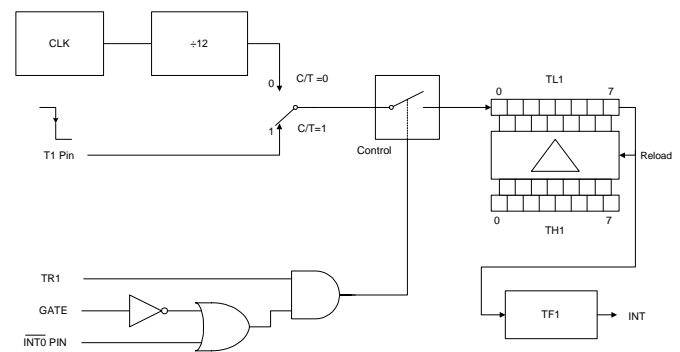 CLK
÷12
TL1
0 C/T =0
0 7
1 C/T=1
T1 Pin
Control
Reload
0 7
TH1
TR1
GATE
INT0 PIN
TF1
INT